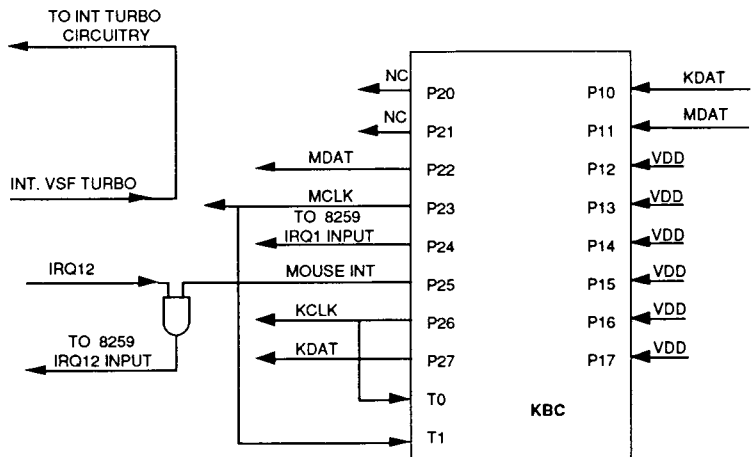 TO INT TURBO
CIRCUITRY
INT. VSF TURBO
IRQ12
TO 8259
IRQ12 INPUT
NC
NC
MDAT
MCLK
TO 8259
IRQ1 INPUT
MOUSE INT
KCLK
KDAT
P20
P21
P22
P23
P24
P25
P26
P27
T0
T1
KBC
P10
P11
P12
P13
P14
P15
P16
P17
KDAT
MDAT
VDD
VDD
VDD
VDD
VDD
VDD